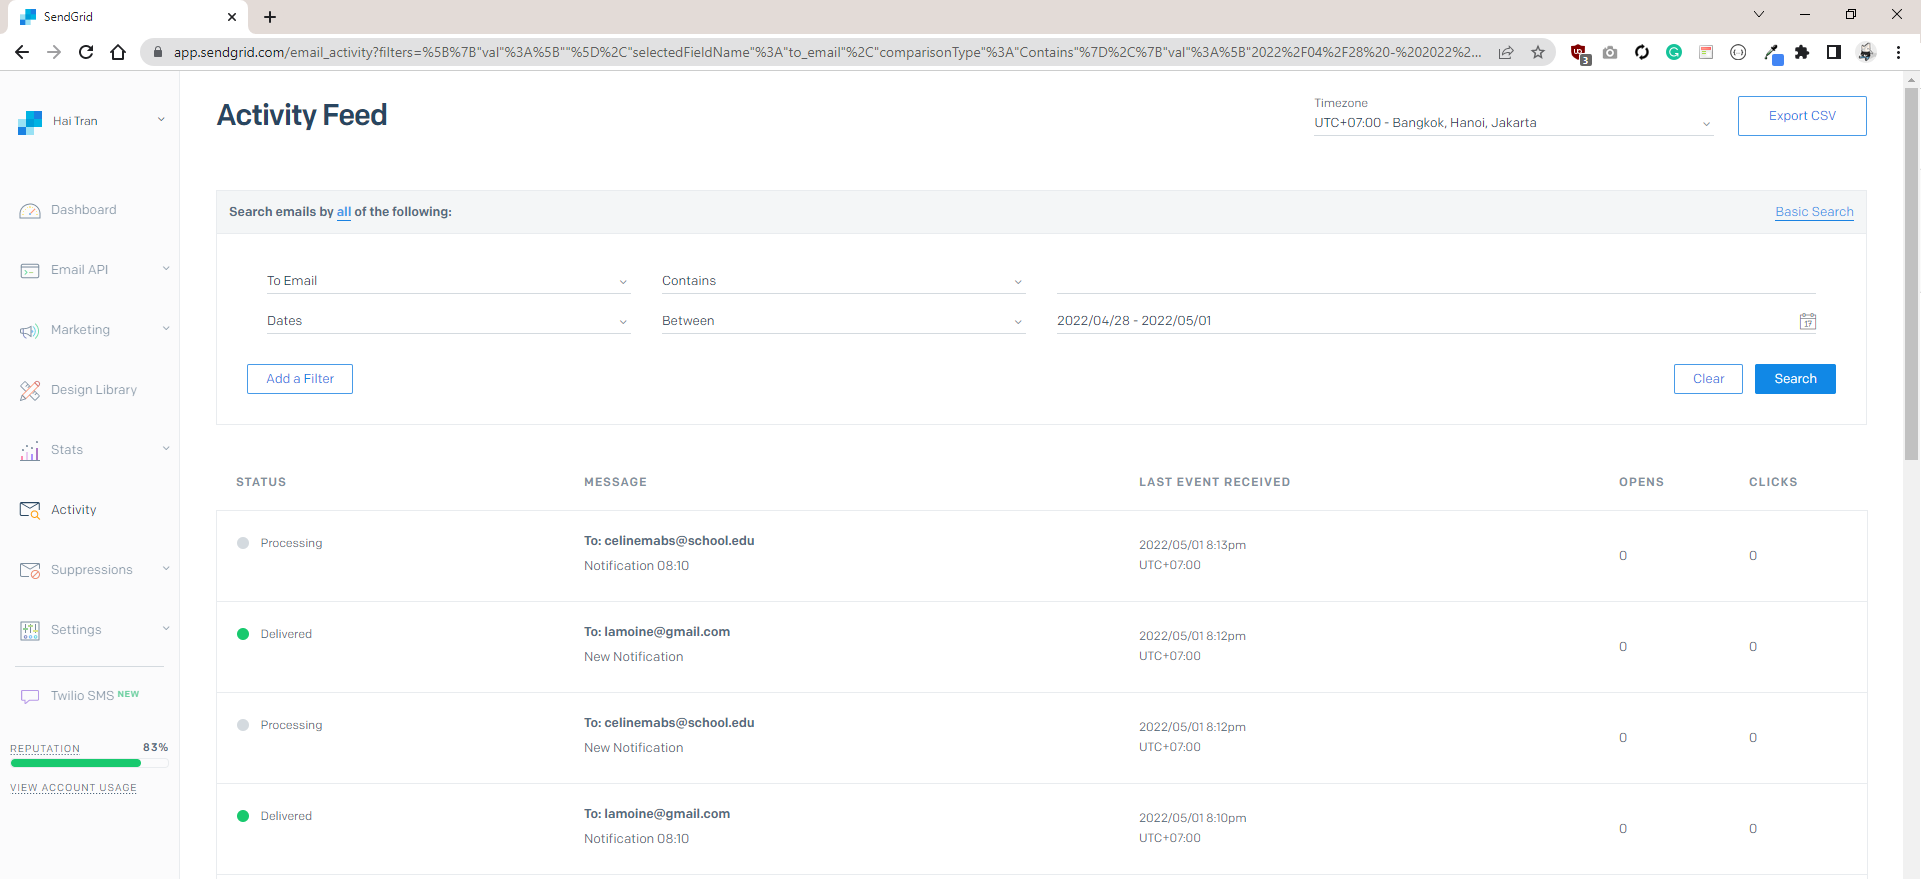 SendGrid
app.sendgrid.com/email_activity?filters=%5B%7B"val"%3A%5B""%5D%2C"selectedFieldName"%3A"to_email"%2C"comparisonType"%3A"Contains"%7D%2C%7B"val"%3A%5B"2022%2F04%2F28%20-%202022%2...
3
Hai Tran
Dashboard
Email API
Marketing
Design Library
Stats
Activity
Suppressions
Settings
Twilio SMS NEW
REPUTATION 83%
VIEW ACCOUNT USAGE
Activity Feed
Timezone
UTC+07:00 - Bangkok, Hanoi, Jakarta
Export CSV
Search emails by all of the following:
Basic Search
To Email Contains
Dates Between 2022/04/28 - 2022/05/01
17
Add a Filter
Clear
Search
STATUS MESSAGE LAST EVENT RECEIVED OPENS CLICKS
Processing
To: celinemabs@school.edu
Notification 08:10
2022/05/01 8:13pm
UTC+07:00
0 0
Delivered
To: lamoine@gmail.com
New Notification
2022/05/01 8:12pm
UTC+07:00
0 0
Processing
To: celinemabs@school.edu
New Notification
2022/05/01 8:12pm
UTC+07:00
0 0
Delivered
To: lamoine@gmail.com
Notification 08:10
2022/05/01 8:10pm
UTC+07:00
0 0